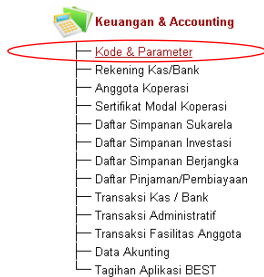 Keuangan & Accounting
Kode & Parameter
Rekening Kas/Bank
Anggota Koperasi
Sertifikat Modal Koperasi
Daftar Simpanan Sukarela
Daftar Simpanan Investasi
Daftar Simpanan Berjangka
Daftar Pinjaman/Pembiayaan
Transaksi Kas / Bank
Transaksi Administratif
Transaksi Fasilitas Anggota
Data Akunting
Tagihan Aplikasi BEST